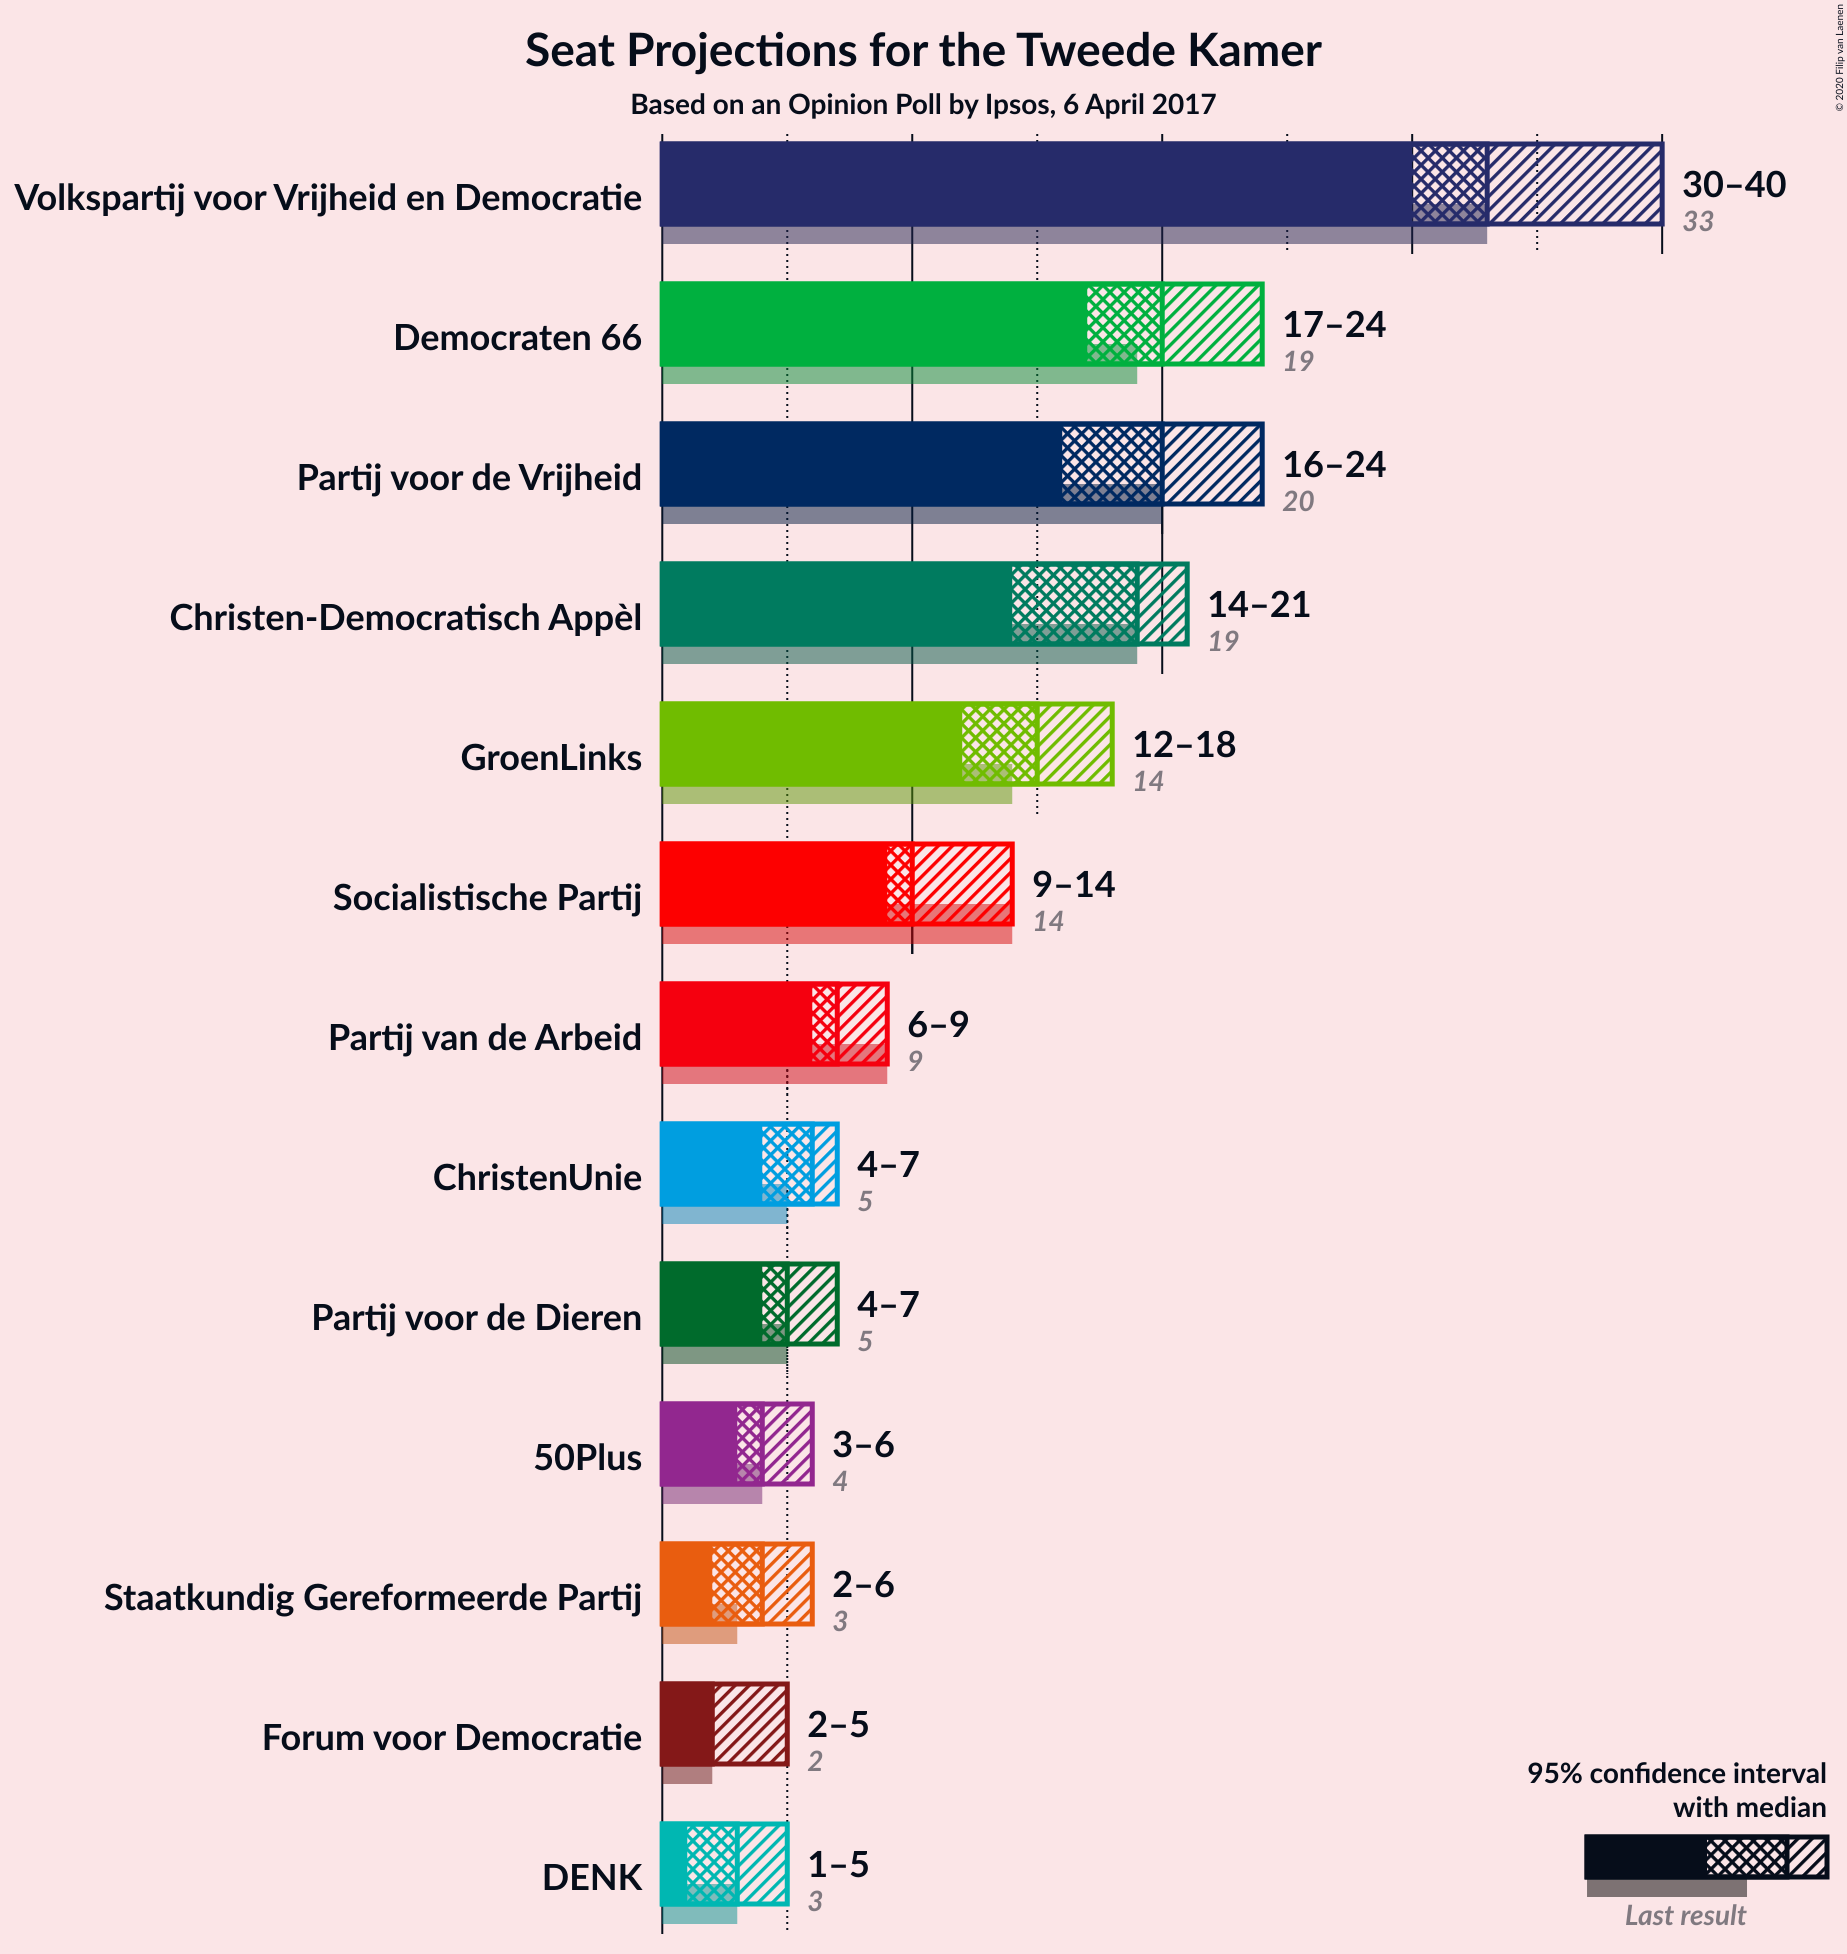 Seat Projections for the Tweede Kamer
Based on an Opinion Poll by Ipsos, 6 April 2017
© 2020 Filip van Laenen
Volkspartij voor Vrijheid en Democratie
30–40
33
Democraten 66
17–24
19
Partij voor de Vrijheid
16–24
20
Christen-Democratisch Appèl
14–21
19
GroenLinks
12–18
14
Socialistische Partij
9–14
14
Partij van de Arbeid
6–9
9
ChristenUnie
4–7
5
Partij voor de Dieren
4–7
5
50Plus
3–6
4
Staatkundig Gereformeerde Partij
2–6
3
Forum voor Democratie
2–5
2
DENK
1–5
3
95% confidence interval
with median
Last result